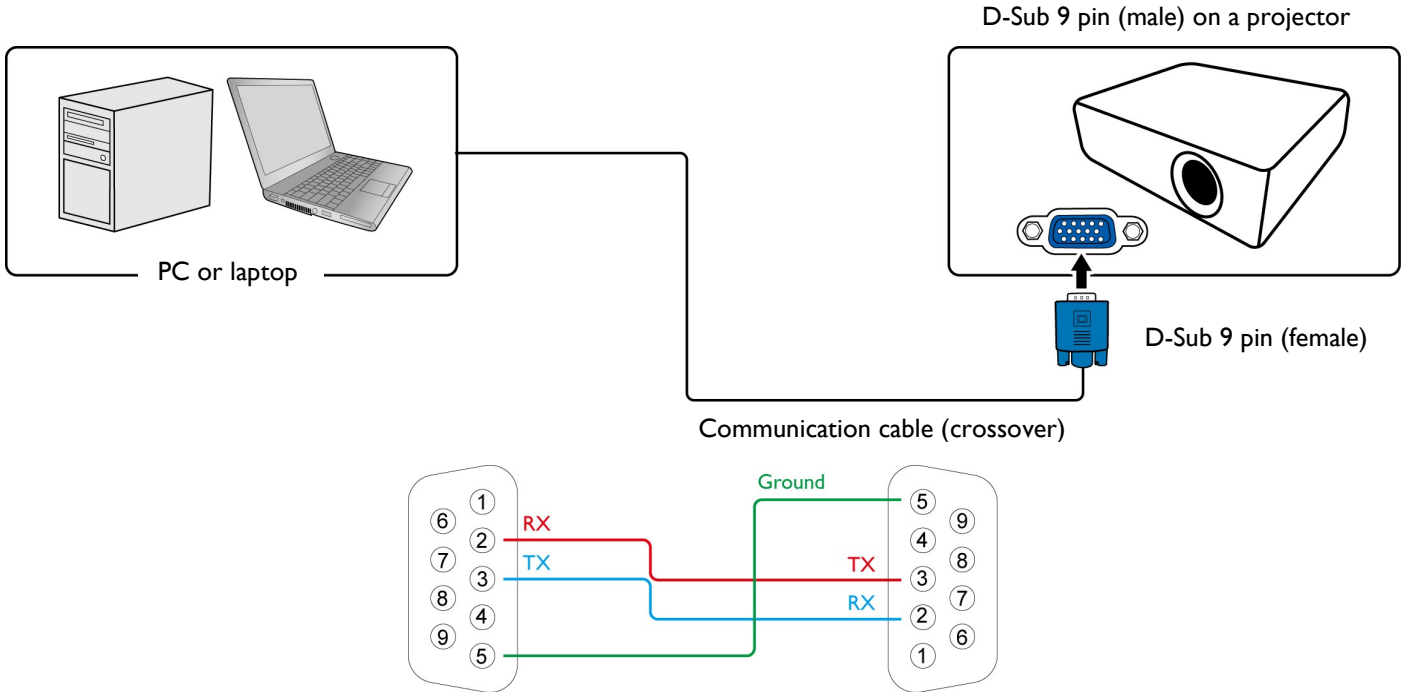 D-Sub 9 pin (male) on a projector
PC or laptop
D-Sub 9 pin (female)
Communication cable (crossover)
Ground
1
6
2
RX
7
3
TX
8
4
9
5
5
9
4
8
TX
3
7
RX
2
6
1